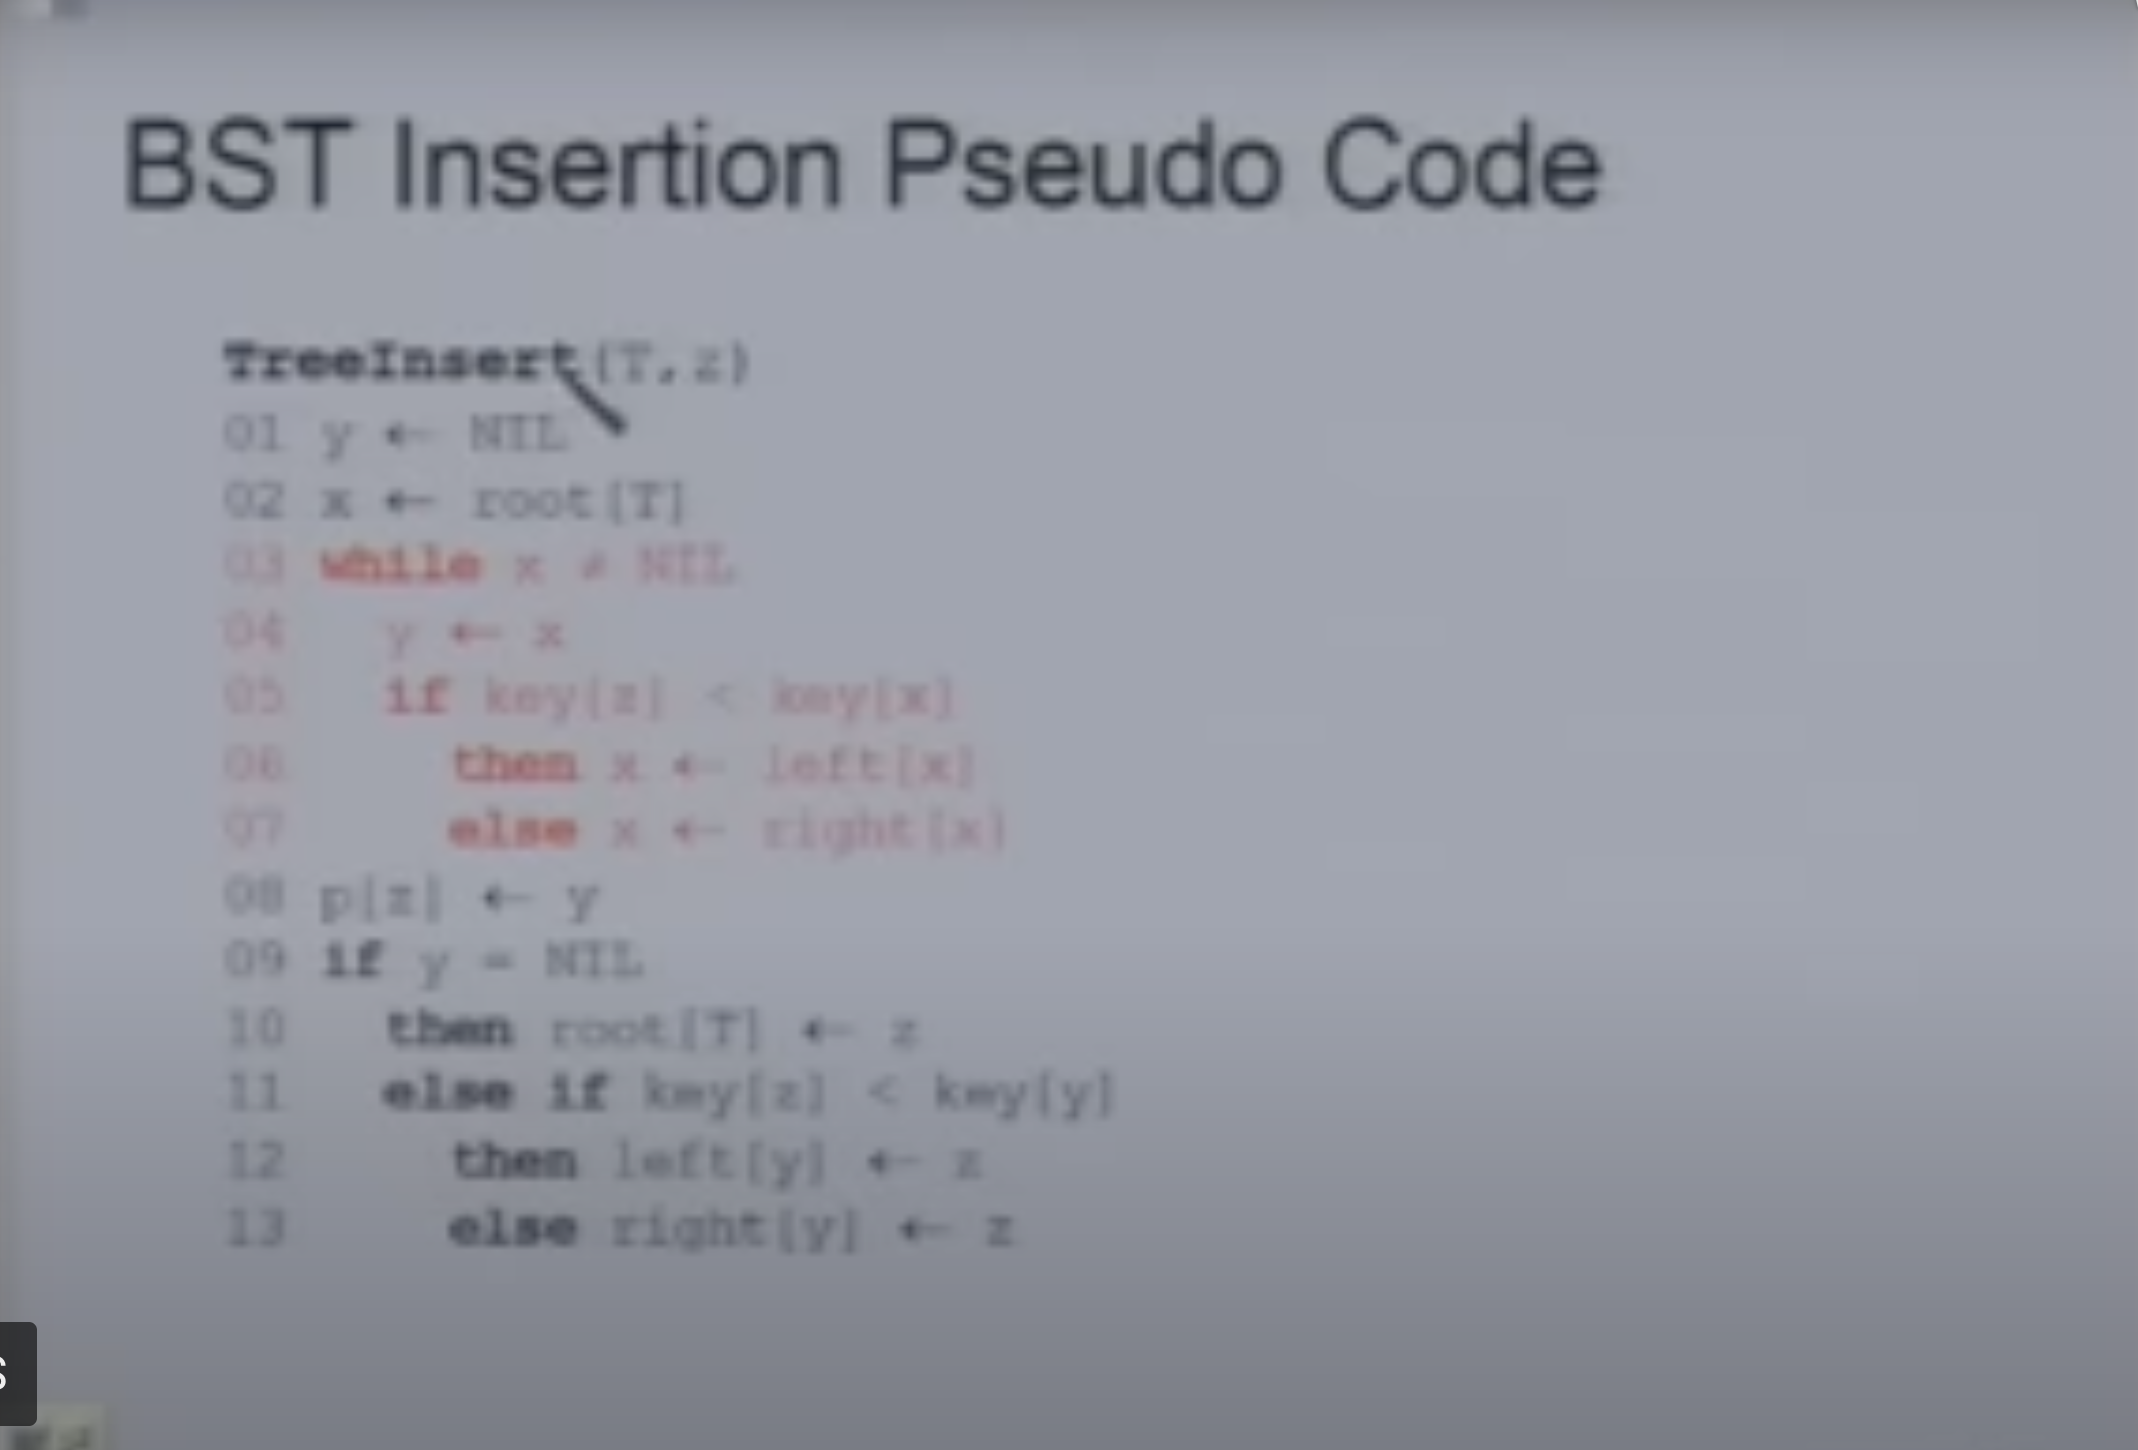 BST Insertion Pseudo Code
TreeInsert(T,z)
01 y ← NIL
02 x ← root[T]
03 while x ≠ NIL
04 y ← x
05 if key[z] < key[x]
06 then x ← left[x]
07 else x ← right[x]
08 p[z] ← y
09 if y = NIL
10 then root[T] ← z
11 else if key[z] < key[y]
12 then left[y] ← z
13 else right[y] ← z